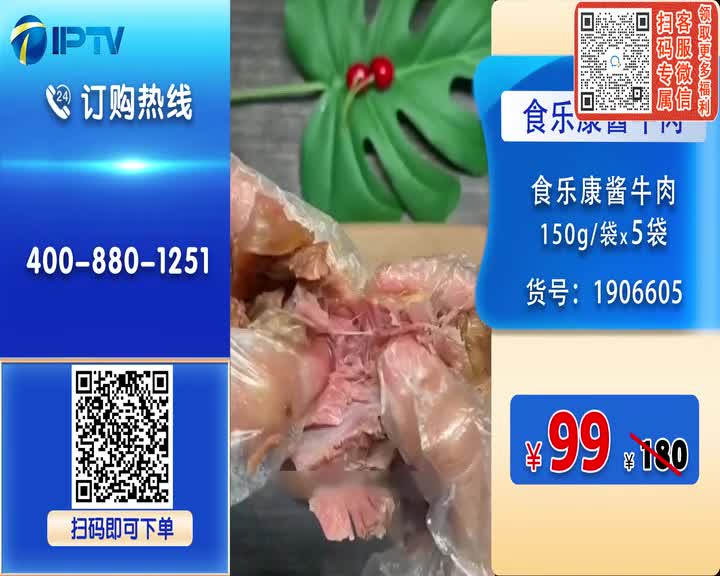 IPTV
24
订购热线
400-880-1251
扫码即可下单
扫码专属
客服微信
领取更多福利
食乐康酱牛肉
食乐康酱牛肉
150g/袋x5袋
货号：1906605
¥99
¥180